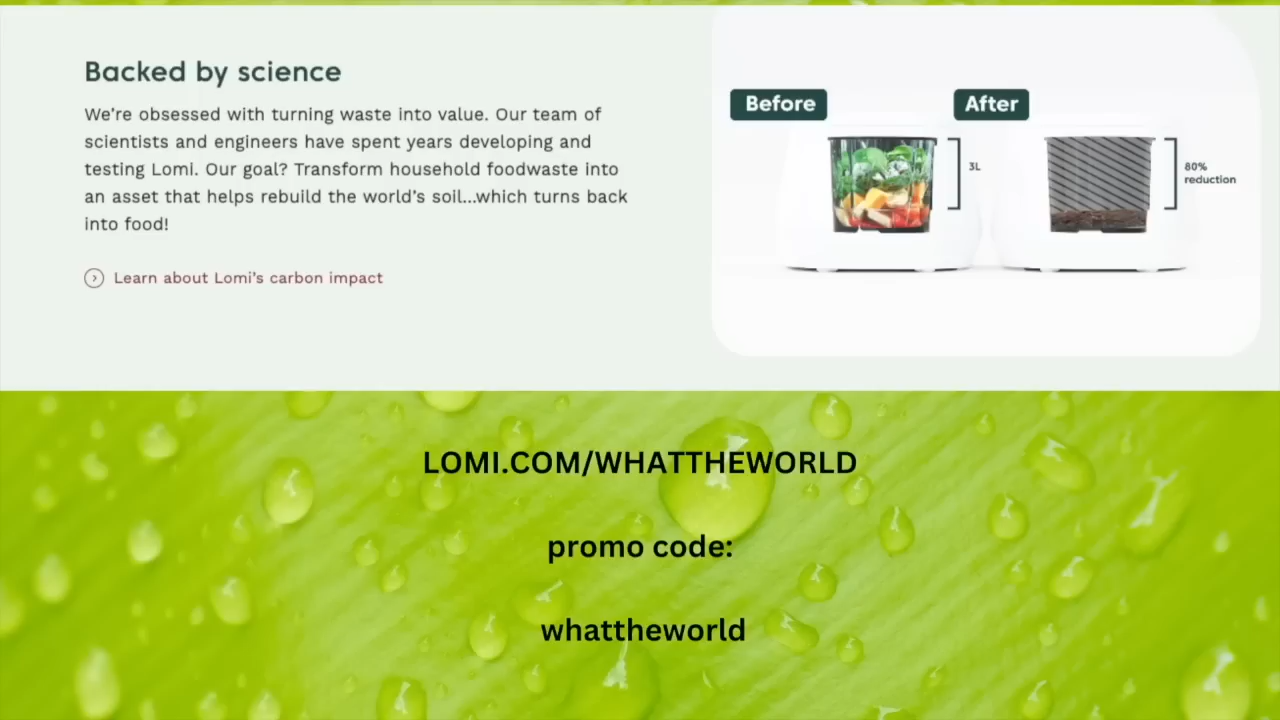 Backed by science
We're obsessed with turning waste into value. Our team of
scientists and engineers have spent years developing and
testing Lomi. Our goal? Transform household foodwaste into
an asset that helps rebuild the world's soil...which turns back
into food!
Learn about Lomi's carbon impact
Before
After
3L
80%
reduction
LOMI.COM/WHATTHEWORLD
promo code:
whattheworld